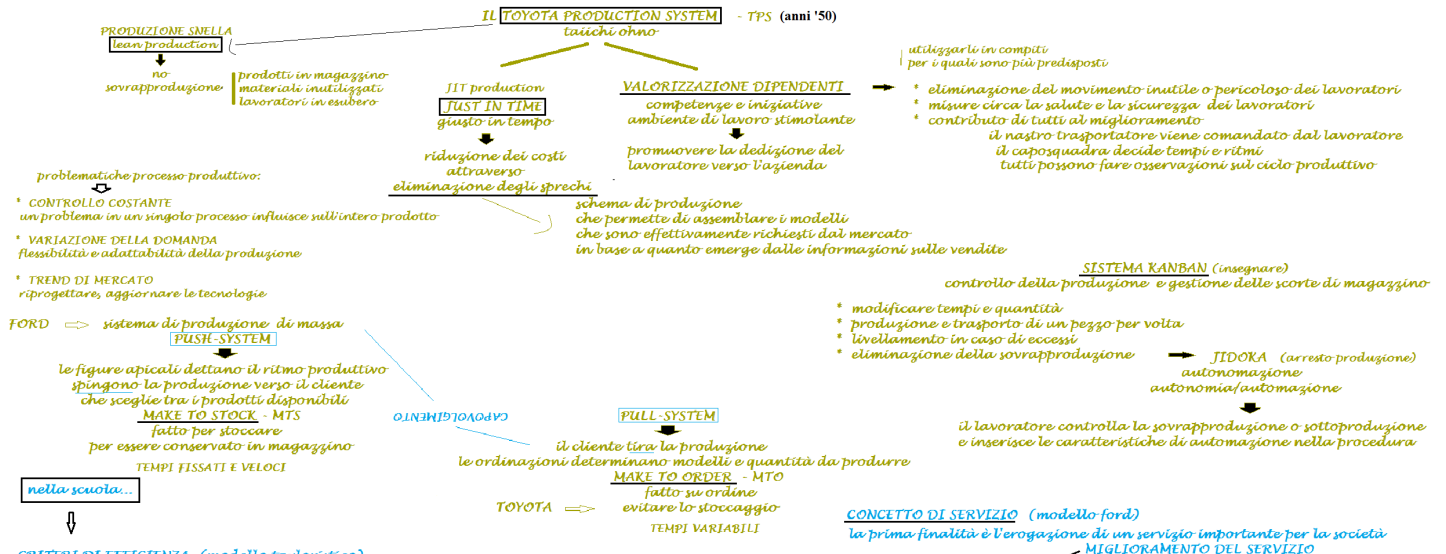 IL TOYOTA PRODUCTION SYSTEM - TPS (anni '50)
taiichi ohno
PRODUZIONE SNELLA
lean production
no
sovrapproduzione
prodotti in magazzino
materiali inutilizzati
lavoratori in esubero
JIT production
JUST IN TIME
giusto in tempo
riduzione dei costi
attraverso
eliminazione degli sprechi
schema di produzione
che permette di assemblare i modelli
che sono effettivamente richiesti dal mercato
in base a quanto emerge dalle informazioni sulle vendite
VALORIZZAZIONE DIPENDENTI
competenze e iniziative
ambiente di lavoro stimolante
promuovere la dedizione del
lavoratore verso l'azienda
utilizzarli in compiti
per i quali sono più predisposti
* eliminazione del movimento inutile o pericoloso dei lavoratori
* misure circa la salute e la sicurezza dei lavoratori
* contributo di tutti al miglioramento
il nastro trasportatore viene comandato dal lavoratore
il caposquadra decide tempi e ritmi
tutti possono fare osservazioni sul ciclo produttivo
problematiche processo produttivo:
* CONTROLLO COSTANTE
un problema in un singolo processo influisce sull'intero prodotto
* VARIAZIONE DELLA DOMANDA
flessibilità e adattabilità della produzione
* TREND DI MERCATO
riprogettare, aggiornare le tecnologie
FORD sistema di produzione di massa
PUSH-SYSTEM
le figure apicali dettano il ritmo produttivo
spingono la produzione verso il cliente
che sceglie tra i prodotti disponibili
MAKE TO STOCK - MTS
fatto per stoccare
per essere conservato in magazzino
TEMPI FISSATI E VELOCI
CAPOVOLGIMENTO
PULL-SYSTEM
il cliente tira la produzione
le ordinazioni determinano modelli e quantità da produrre
MAKE TO ORDER - MTO
fatto su ordine
TOYOTA evitare lo stoccaggio
TEMPI VARIABILI
SISTEMA KANBAN (insegnare)
controllo della produzione e gestione delle scorte di magazzino
* modificare tempi e quantità
* produzione e trasporto di un pezzo per volta
* livellamento in caso di eccessi
* eliminazione della sovrapproduzione
JIDOKA (arresto produzione)
autonomazione
autonomia/automazione
il lavoratore controlla la sovrapproduzione o sottoproduzione
e inserisce le caratteristiche di automazione nella procedura
nella scuola...
CRITERI DI EFFICIENZA (modello tayloristico)
CONCETTO DI SERVIZIO (modello ford)
la prima finalità è l'erogazione di un servizio importante per la società
MIGLIORAMENTO DEL SERVIZIO